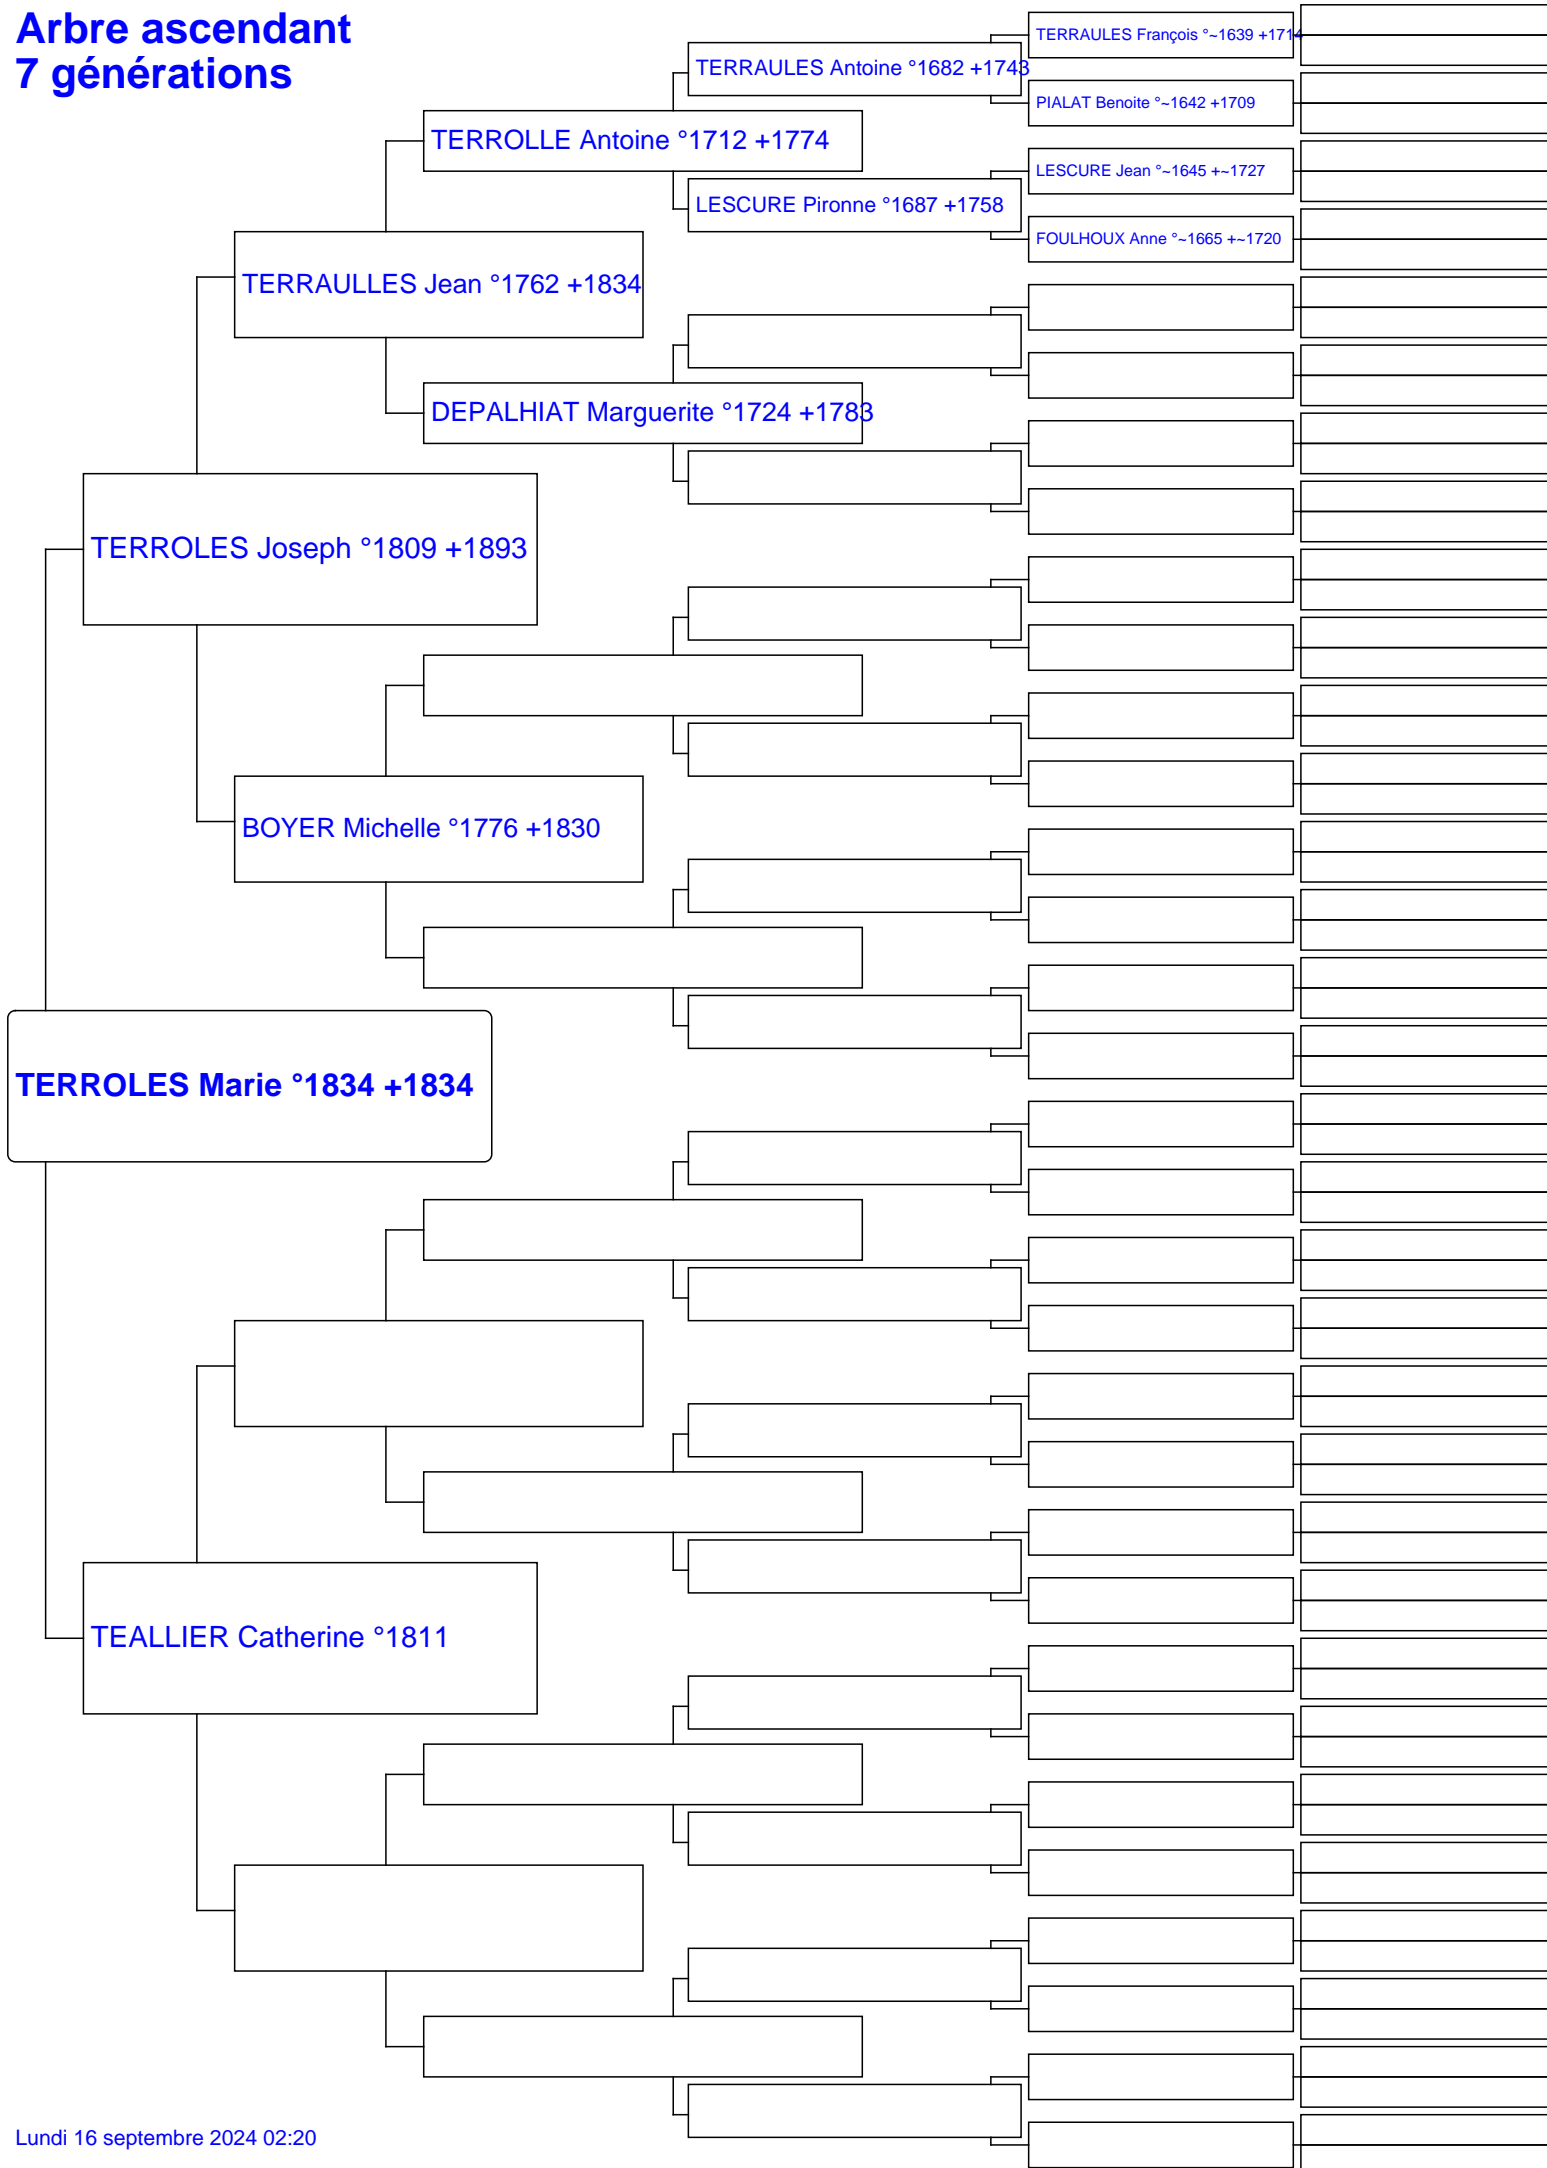 Arbre ascendant
7 générations
TERRAULES François °~1639 +1714
TERRAULES Antoine °1682 +1743
PIALAT Benoite °~1642 +1709
TERROLLE Antoine °1712 +1774
LESCURE Jean °~1645 +~1727
LESCURE Pironne °1687 +1758
FOULHOUX Anne °~1665 +~1720
TERRAULLES Jean °1762 +1834
DEPALHIAT Marguerite °1724 +1783
TERROLES Joseph °1809 +1893
BOYER Michelle °1776 +1830
TERROLES Marie °1834 +1834
TEALLIER Catherine °1811
Lundi 16 septembre 2024 02:20